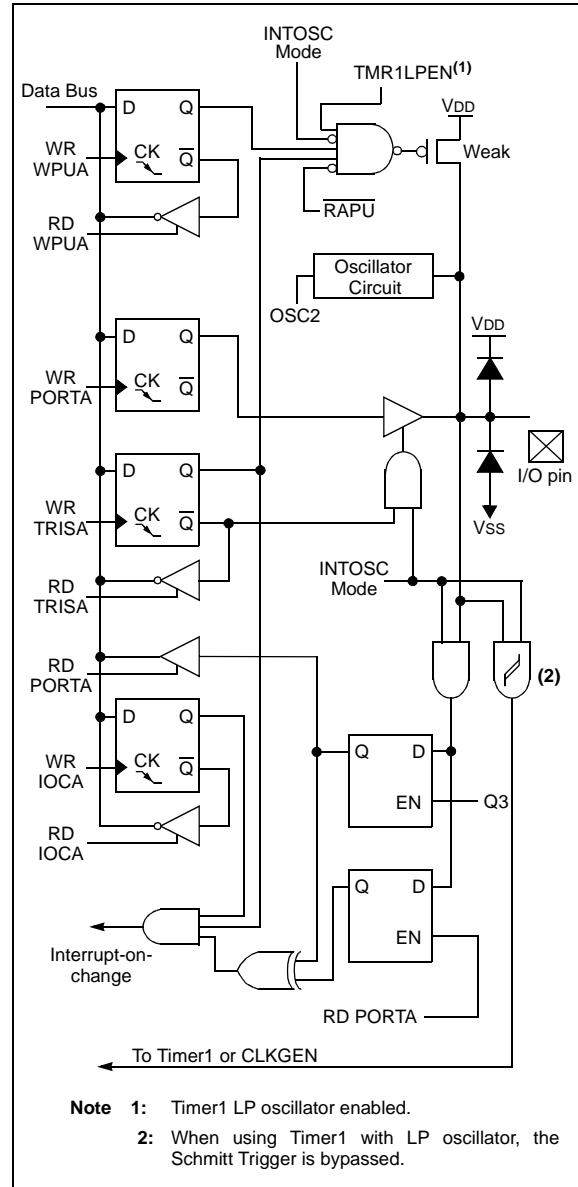 INTOSC
Mode
TMR1LPEN(1)
Data Bus
D Q
VDD
WR
WPUA
CK
Q
Weak
RD
WPUA
RAPU
Oscillator
Circuit
OSC2
VDD
D Q
WR
PORTA
CK
Q
I/O pin
D Q
WR
TRISA
CK
Q
VSS
INTOSC
Mode
RD
TRISA
RD
PORTA
(2)
D Q
WR
IOCA
CK
Q
Q D
EN
Q3
RD
IOCA
Q D
EN
Interrupt-on-
change
RD PORTA
To Timer1 or CLKGEN
Note 1: Timer1 LP oscillator enabled.
2: When using Timer1 with LP oscillator, the
Schmitt Trigger is bypassed.